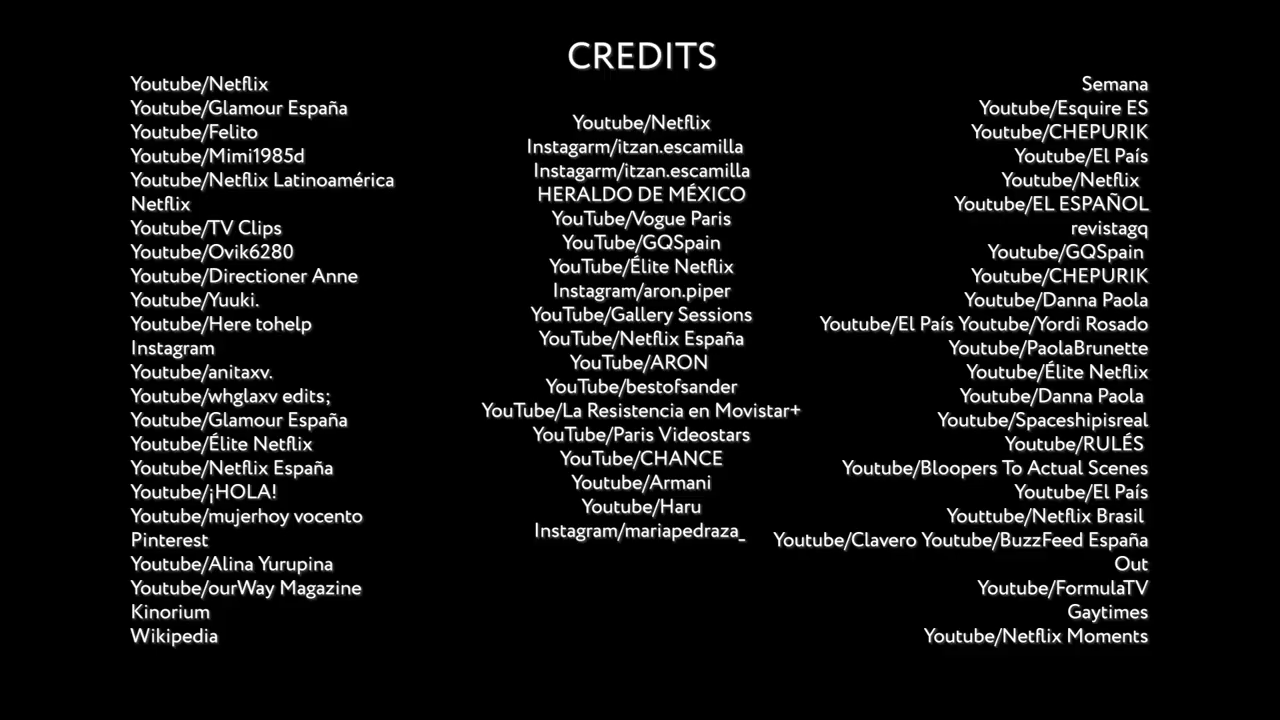 CREDITS
Youtube/Netflix
Youtube/Glamour España
Youtube/Felito
Youtube/Mimi1985d
Youtube/Netflix Latinoamérica
Netflix
Youtube/TV Clips
Youtube/Ovik6280
Youtube/Directioner Anne
Youtube/Yuuki.
Youtube/Here tohelp
Instagram
Youtube/anitaxv.
Youtube/whglaxv edits;
Youtube/Glamour España
Youtube/Élite Netflix
Youtube/Netflix España
Youtube/¡HOLA!
Youtube/mujerhoy vocento
Pinterest
Youtube/Alina Yurupina
Youtube/ourWay Magazine
Kinorium
Wikipedia
Youtube/Netflix
Instagarm/itzan.escamilla
Instagarm/itzan.escamilla
HERALDO DE MÉXICO
YouTube/Vogue Paris
YouTube/GQSpain
YouTube/Élite Netflix
Instagram/aron.piper
YouTube/Gallery Sessions
YouTube/Netflix España
YouTube/ARON
YouTube/bestofsander
YouTube/La Resistencia en Movistar+
YouTube/Paris Videostars
YouTube/CHANCE
Youtube/Armani
Youtube/Haru
Instagram/mariapedraza_
Semana
Youtube/Esquire ES
Youtube/CHEPURIK
Youtube/El País
Youtube/Netflix
Youtube/EL ESPAÑOL
revistagq
Youtube/GQSpain
Youtube/CHEPURIK
Youtube/Danna Paola
Youtube/El País Youtube/Yordi Rosado
Youtube/PaolaBrunette
Youtube/Élite Netflix
Youtube/Danna Paola
Youtube/Spaceshipisreal
Youtube/RULÉS
Youtube/Bloopers To Actual Scenes
Youtube/El País
Youttube/Netflix Brasil
Youtube/Clavero Youtube/BuzzFeed España
Out
Youtube/FormulaTV
Gaytimes
Youtube/Netflix Moments